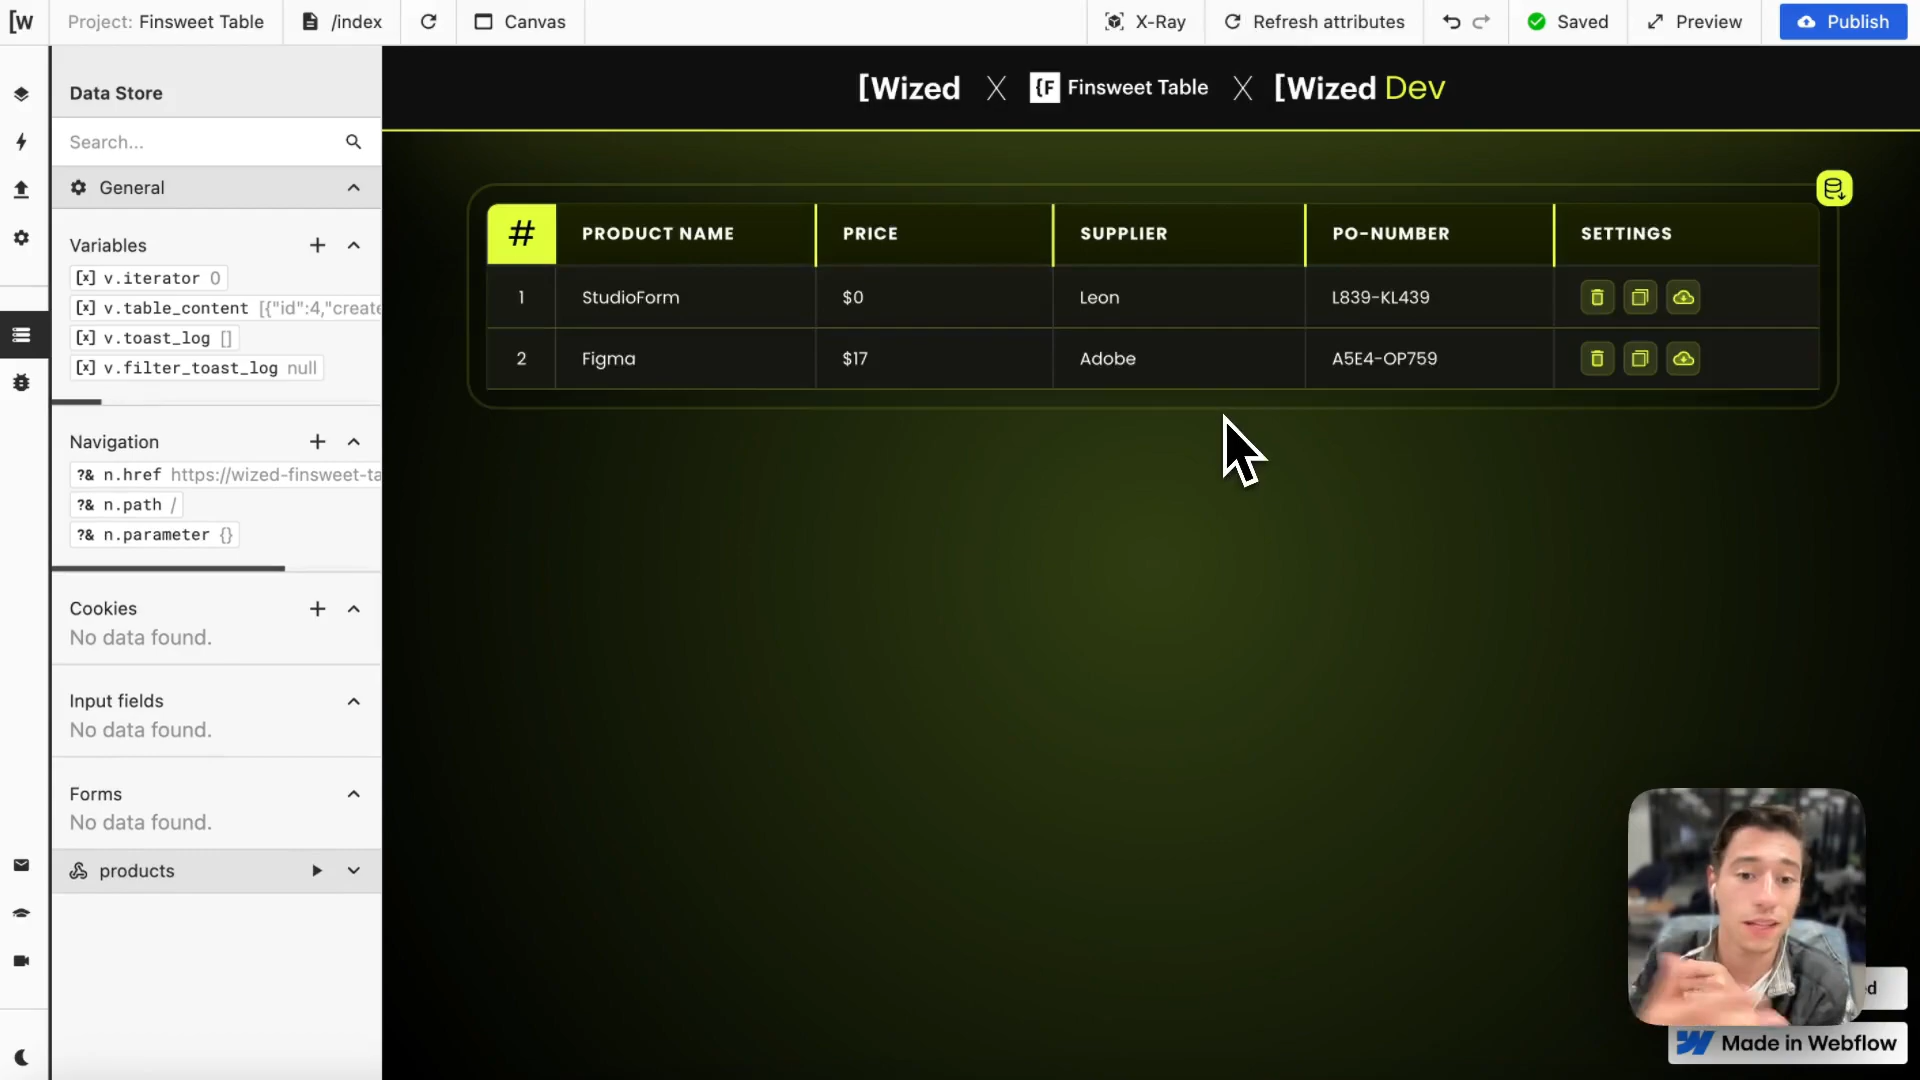 [W
Project: Finsweet Table
/index
Canvas
X-Ray
Refresh attributes
Saved
Preview
Publish
Data Store
Search...
General
Variables
[x] v.iterator 0
[x] v.table_content [{"id":4,"create
[x] v.toast_log []
[x] v.filter_toast_log null
Navigation
?& n.href https://wized-finsweet-ta
?& n.path /
?& n.parameter {}
Cookies
No data found.
Input fields
No data found.
Forms
No data found.
products
[Wized X {F Finsweet Table X [Wized Dev
# PRODUCT NAME PRICE SUPPLIER PO-NUMBER SETTINGS
1 StudioForm $0 Leon L839-KL439
2 Figma $17 Adobe A5E4-OP759
Made in Webflow